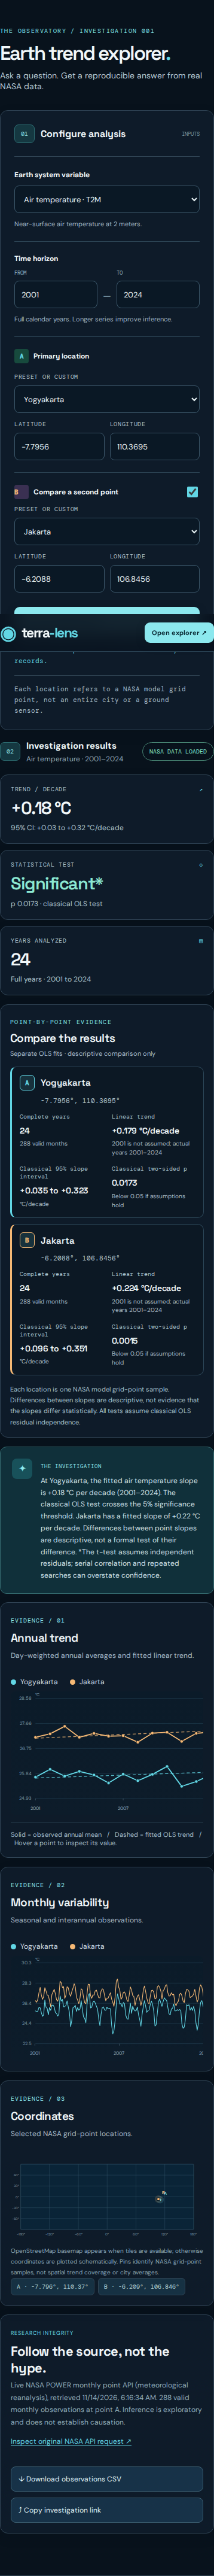 THE OBSERVATORY / INVESTIGATION 001
Earth trend explorer.
Ask a question. Get a reproducible answer from real
NASA data.
01
Configure analysis
INPUTS
Earth system variable
Air temperature · T2M
Near-surface air temperature at 2 meters.
Time horizon
FROM
TO
2001
—
2024
Full calendar years. Longer series improve inference.
A
Primary location
PRESET OR CUSTOM
Yogyakarta
LATITUDE
LONGITUDE
-7.7956
110.3695
B
Compare a second point
PRESET OR CUSTOM
Jakarta
LATITUDE
LONGITUDE
-6.2088
106.8456
terra-lens
Open explorer ↗
records.
Each location refers to a NASA model grid
point, not an entire city or a ground
sensor.
02
Investigation results
Air temperature · 2001–2024
NASA DATA LOADED
TREND / DECADE
+0.18 °C
95% CI: +0.03 to +0.32 °C/decade
STATISTICAL TEST
Significant*
p 0.0173 · classical OLS test
YEARS ANALYZED
24
Full years · 2001 to 2024
POINT-BY-POINT EVIDENCE
Compare the results
Separate OLS fits · descriptive comparison only
A
Yogyakarta
-7.7956°, 110.3695°
Complete years
Linear trend
24
+0.179 °C/decade
288 valid months
2001 is not assumed; actual
years 2001–2024
Classical 95% slope
interval
Classical two-sided p
+0.035 to +0.323
0.0173
°C/decade
Below 0.05 if assumptions
hold
B
Jakarta
-6.2088°, 106.8456°
Complete years
Linear trend
24
+0.224 °C/decade
288 valid months
2001 is not assumed; actual
years 2001–2024
Classical 95% slope
interval
Classical two-sided p
+0.096 to +0.351
0.0015
°C/decade
Below 0.05 if assumptions
hold
Each location is one NASA model grid-point sample.
Differences between slopes are descriptive, not evidence that
the slopes differ statistically. All tests assume classical OLS
residual independence.
THE INVESTIGATION
At Yogyakarta, the fitted air temperature slope
is +0.18 °C per decade (2001–2024). The
classical OLS test crosses the 5% significance
threshold. Jakarta has a fitted slope of +0.22 °C
per decade. Differences between point slopes
are descriptive, not a formal test of their
difference. *The t-test assumes independent
residuals; serial correlation and repeated
searches can overstate confidence.
EVIDENCE / 01
Annual trend
Day-weighted annual averages and fitted linear trend.
Yogyakarta
Jakarta
°C
28.58
27.66
26.75
25.84
24.93
2001
2007
Solid = observed annual mean / Dashed = fitted OLS trend /
Hover a point to inspect its value.
EVIDENCE / 02
Monthly variability
Seasonal and interannual observations.
Yogyakarta
Jakarta
°C
30.3
28.3
26.4
24.4
22.5
2001
2007
EVIDENCE / 03
Coordinates
Selected NASA grid-point locations.
OpenStreetMap basemap appears when tiles are available; otherwise
coordinates are plotted schematically. Pins identify NASA grid-point
samples, not spatial trend coverage or city averages.
A · -7.796°, 110.37°
B · -6.209°, 106.846°
RESEARCH INTEGRITY
Follow the source, not the
hype.
Live NASA POWER monthly point API (meteorological
reanalysis), retrieved 11/14/2026, 6:16:34 AM. 288 valid
monthly observations at point A. Inference is exploratory
and does not establish causation.
Inspect original NASA API request ↗
↓ Download observations CSV
⤴ Copy investigation link